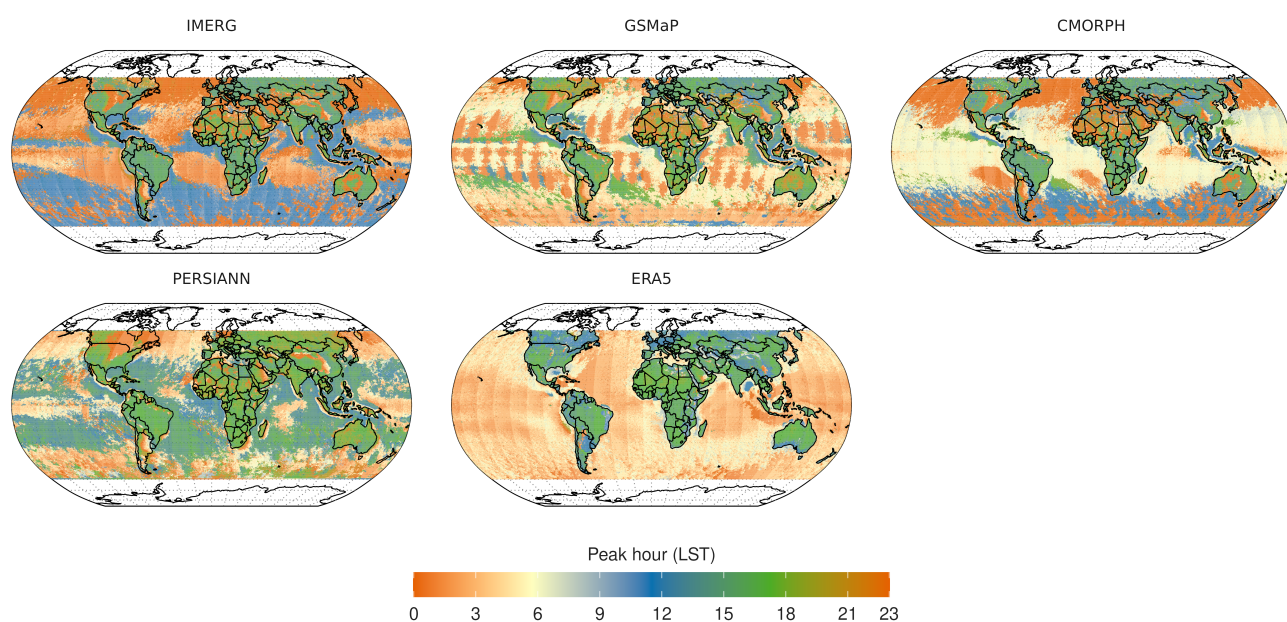 IMERG GSMaP CMORPH
PERSIANN ERA5
Peak hour (LST)
0 3 6 9 12 15 18 21 23